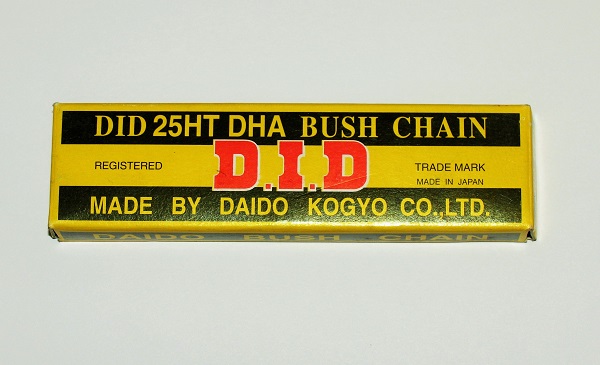 DID 25HT DHA BUSH CHAIN
REGISTERED D.I.D TRADE MARK
MADE IN JAPAN
MADE BY DAIDO KOGYO CO.,LTD.
DAIDO BUSH CHAIN